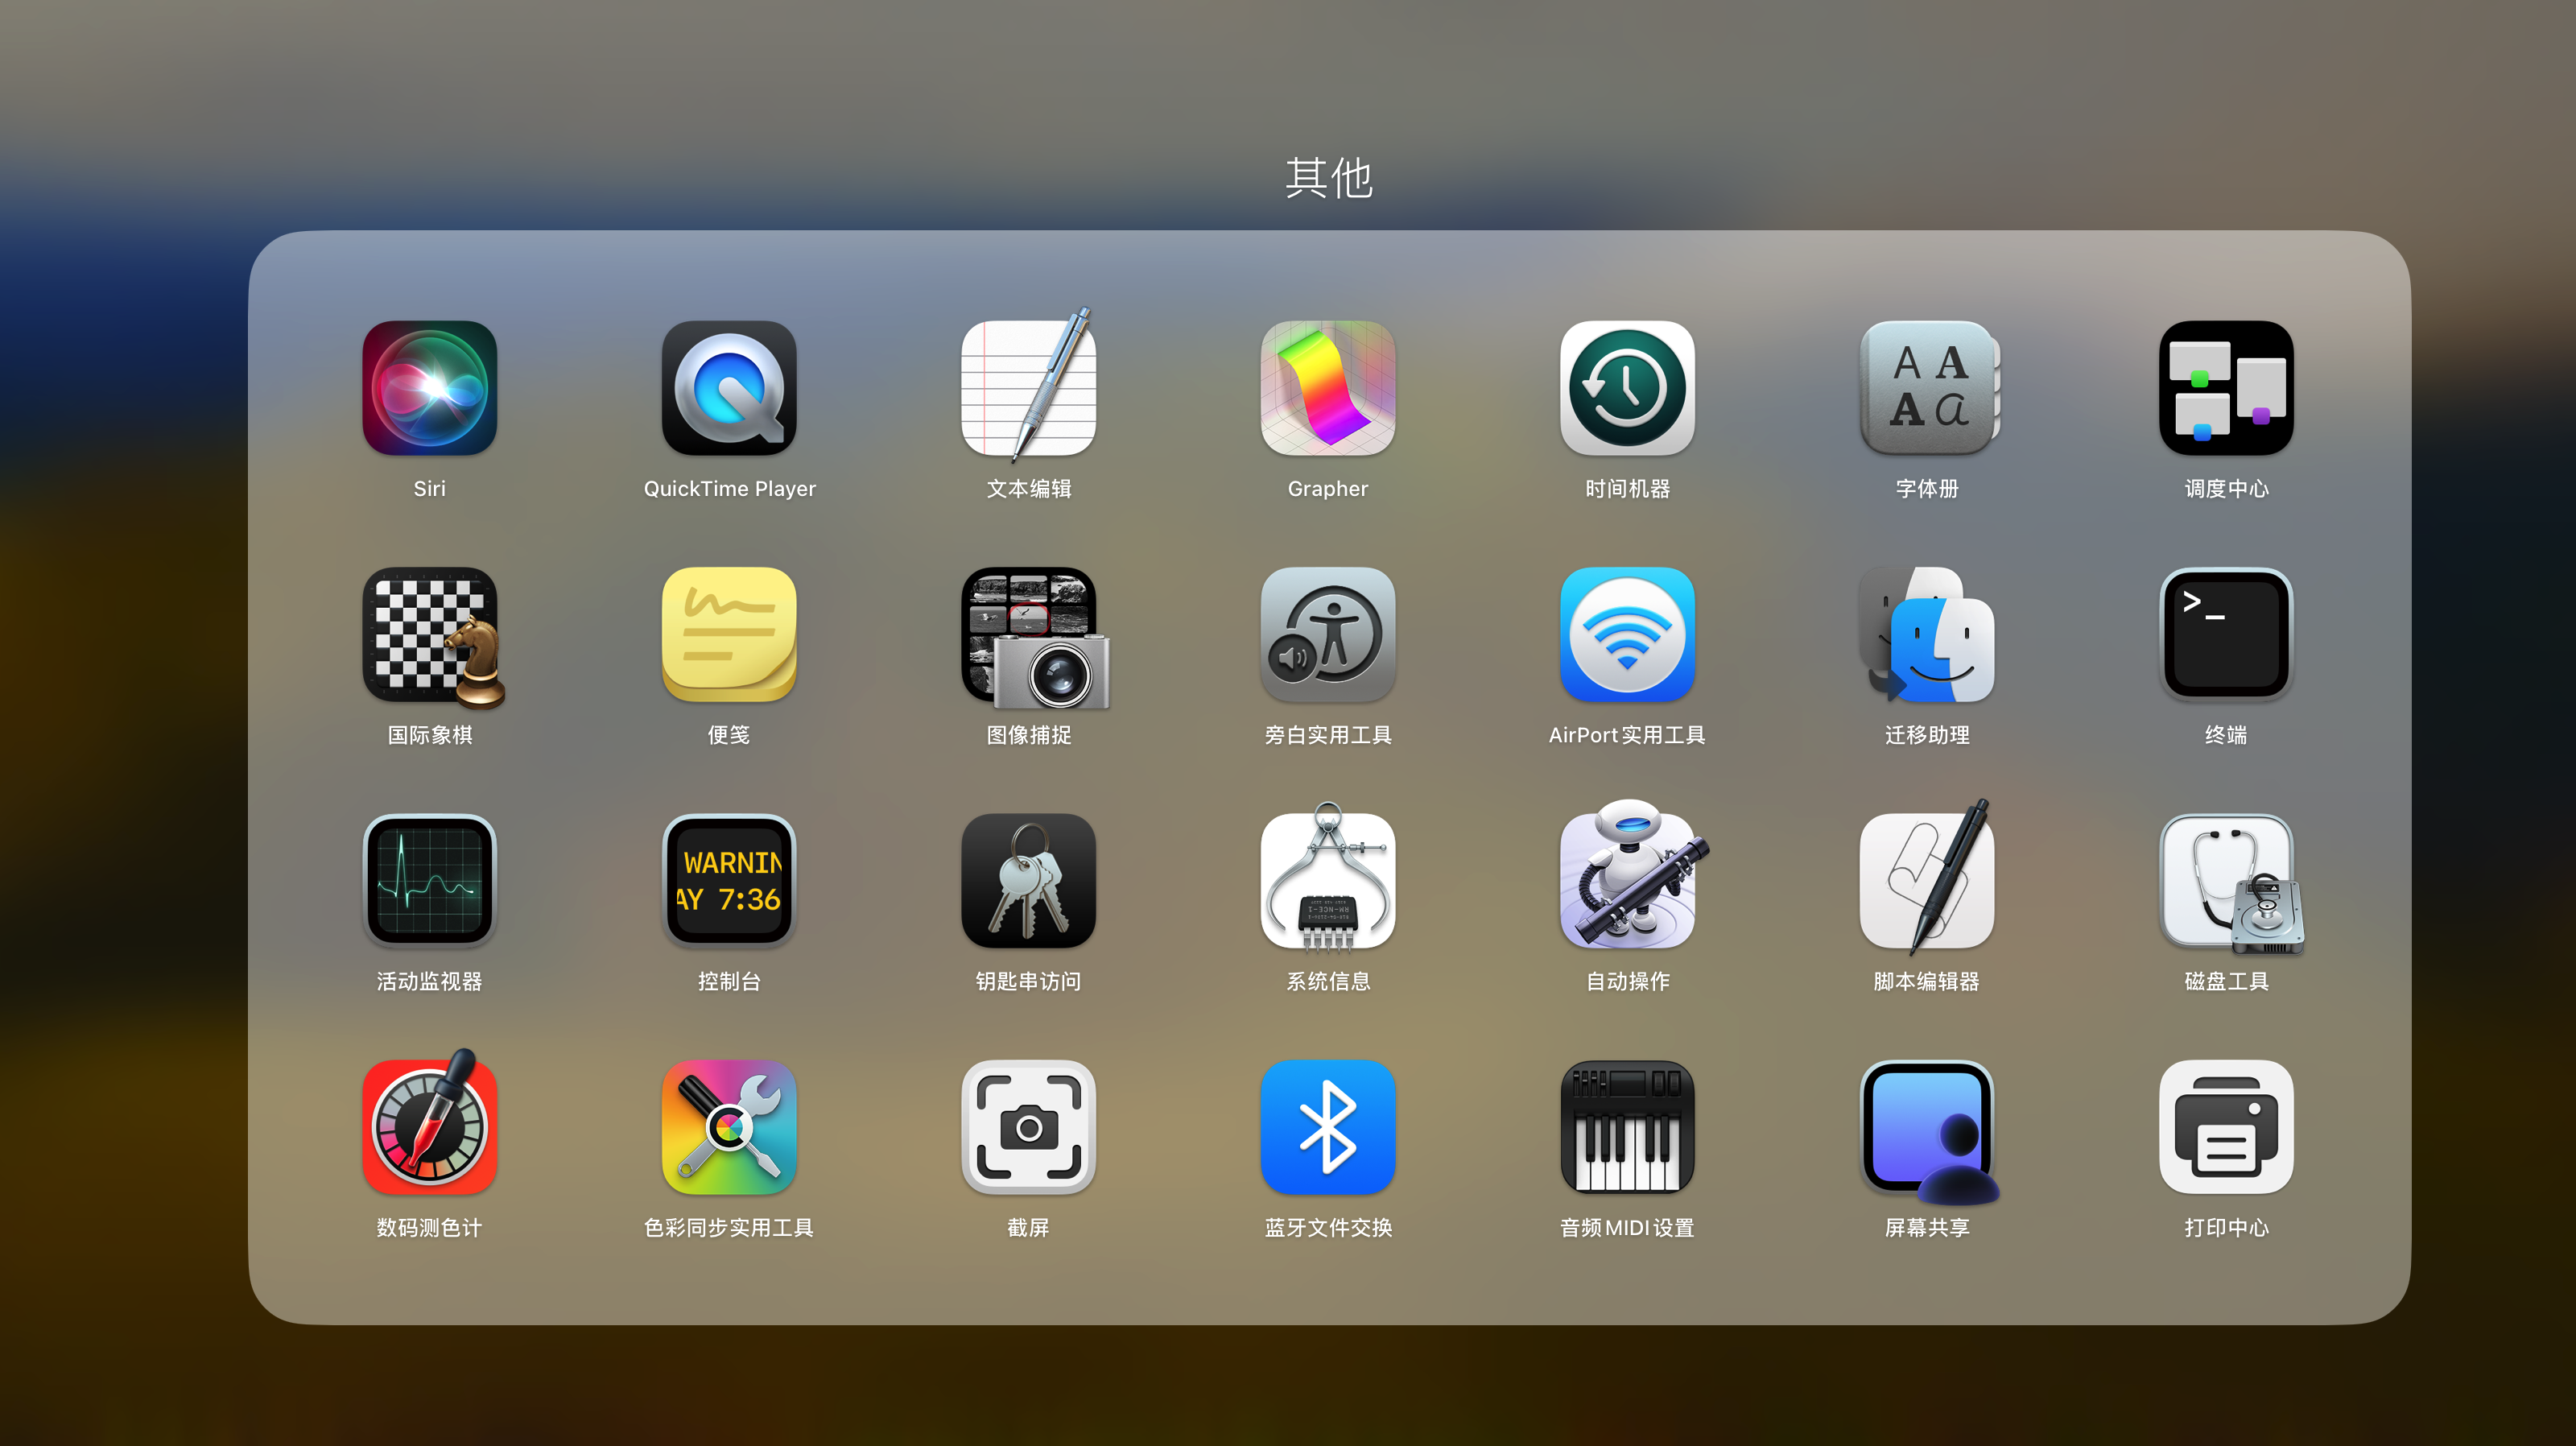 其他
Siri
QuickTime Player
文本编辑
Grapher
时间机器
字体册
调度中心
国际象棋
便笺
图像捕捉
旁白实用工具
AirPort实用工具
迁移助理
>_
终端
WARNIN
AY 7:36
活动监视器
控制台
钥匙串访问
系统信息
自动操作
脚本编辑器
磁盘工具
数码测色计
色彩同步实用工具
截屏
蓝牙文件交换
音频MIDI设置
屏幕共享
打印中心